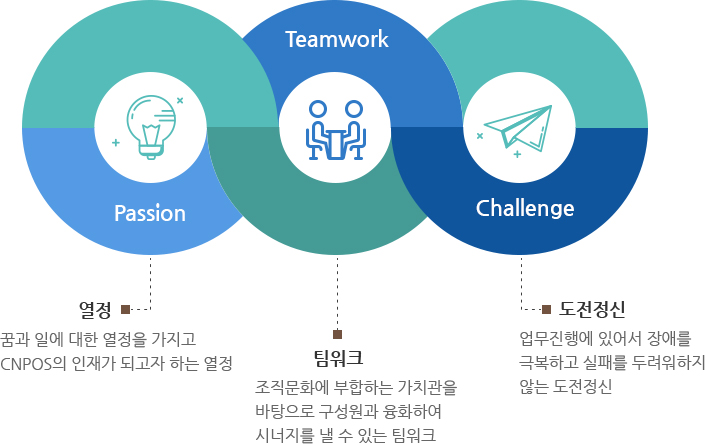 Teamwork
Passion
Challenge
열정
꿈과 일에 대한 열정을 가지고
CNPOS의 인재가 되고자 하는 열정
팀워크
조직문화에 부합하는 가치관을
바탕으로 구성원과 융화하여
시너지를 낼 수 있는 팀워크
도전정신
업무진행에 있어서 장애를
극복하고 실패를 두려워하지
않는 도전정신